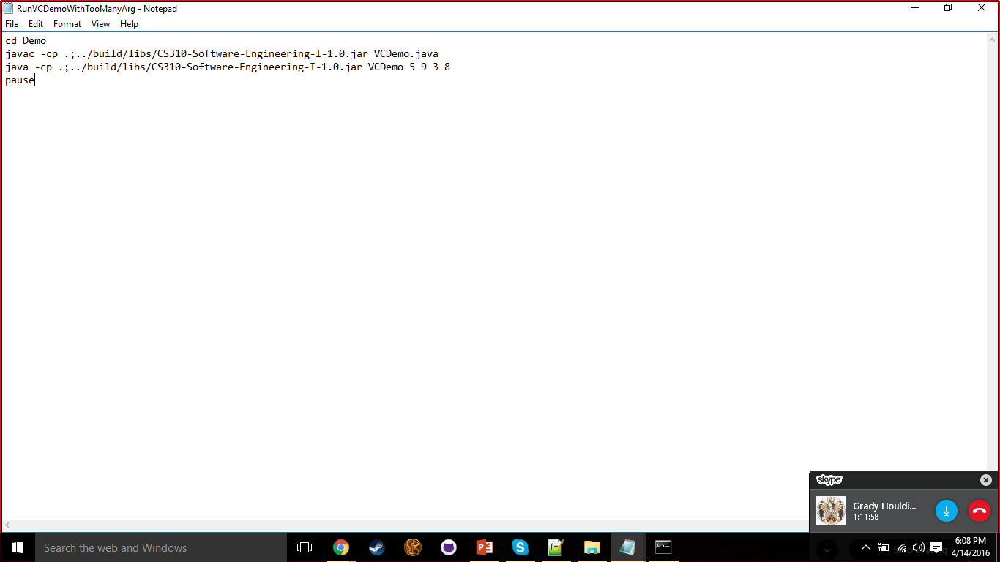 RunVCDemoWithTooManyArg - Notepad
File Edit Format View Help
cd Demo
javac -cp .;../build/libs/CS310-Software-Engineering-I-1.0.jar VCDemo.java
java -cp .;../build/libs/CS310-Software-Engineering-I-1.0.jar VCDemo 5 9 3 8
pause
skype
Grady Houldi...
1:11:58
Search the web and Windows
6:08 PM
4/14/2016